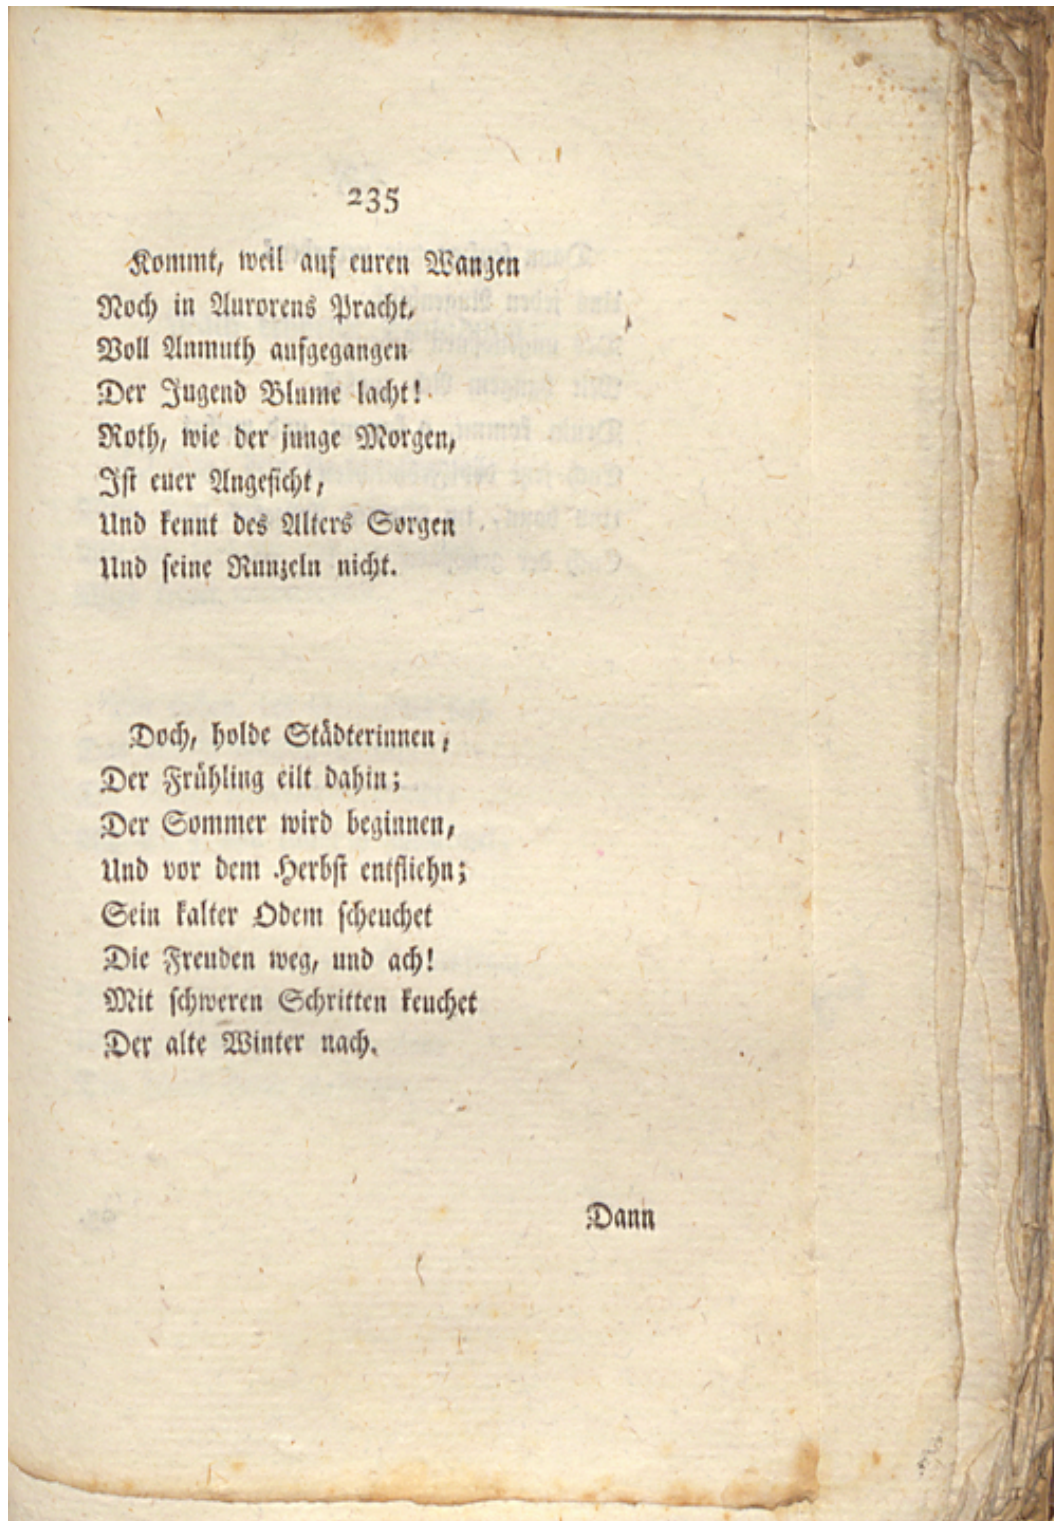 235
Kommt, weil auf euren Wangen
Noch in Aurorens Pracht,
Voll Anmuth aufgegangen
Der Jugend Blume lacht!
Roth, wie der junge Morgen,
Ist euer Angesicht,
Und kennt des Alters Sorgen
Und seine Runzeln nicht.
Doch, holde Städterinnen,
Der Frühling eilt dahin;
Der Sommer wird beginnen,
Und vor dem Herbst entfliehn;
Sein kalter Odem scheuchet
Die Freuden weg, und ach!
Mit schweren Schritten keuchet
Der alte Winter nach.
Dann